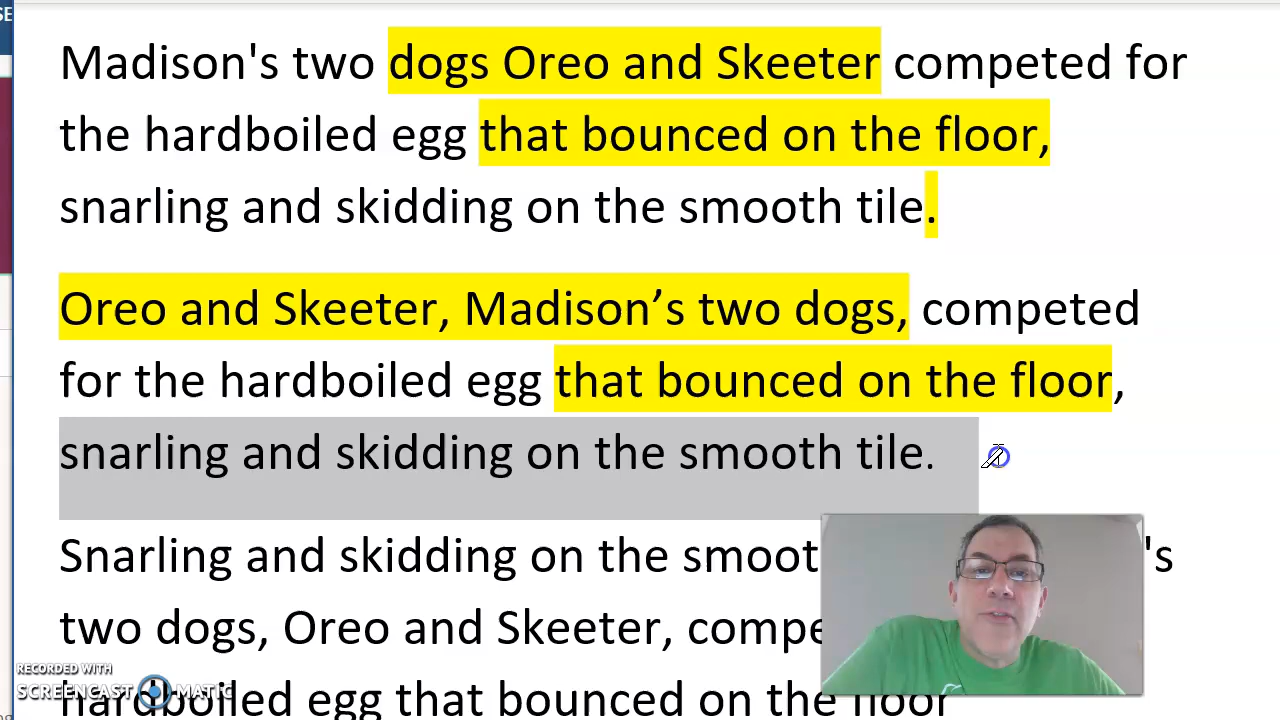 SE
Madison's two dogs Oreo and Skeeter competed for
the hardboiled egg that bounced on the floor,
snarling and skidding on the smooth tile.
Oreo and Skeeter, Madison’s two dogs, competed
for the hardboiled egg that bounced on the floor,
snarling and skidding on the smooth tile.
Snarling and skidding on the smoot 's
two dogs, Oreo and Skeeter, compe
hardboiled egg that bounced on the floor
RECORDED WITH
SCREENCAST MATIC